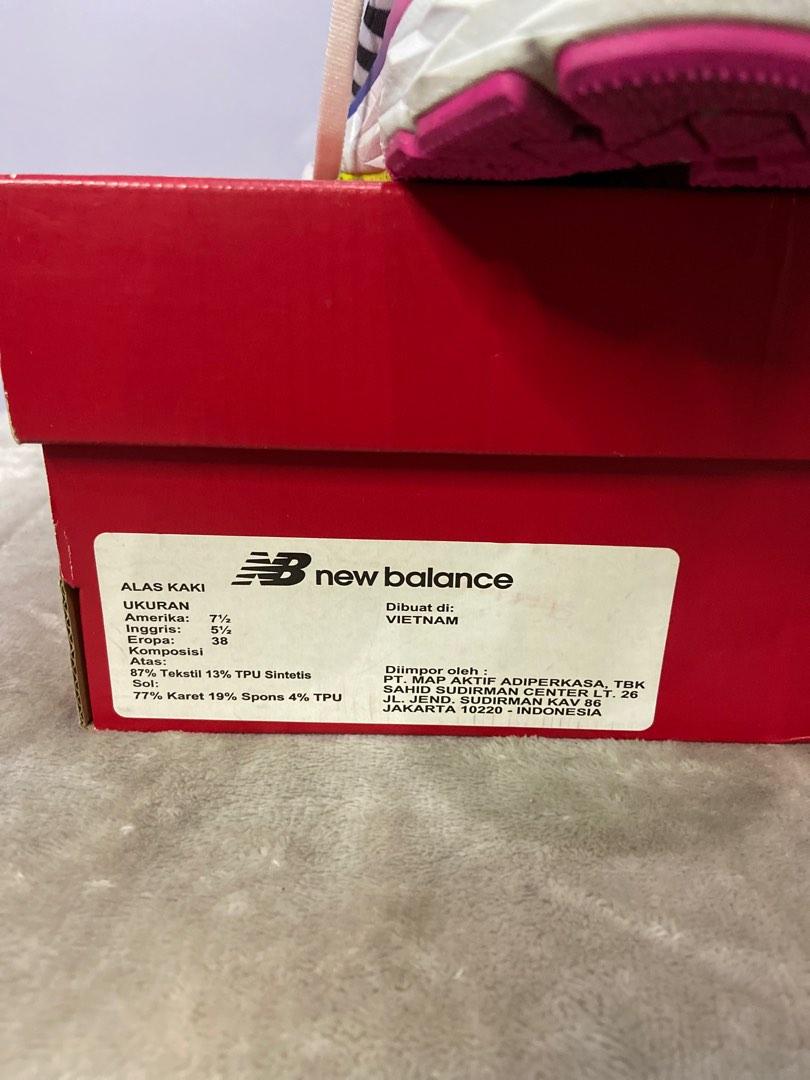 NB new balance
ALAS KAKI
UKURAN
Amerika: 7½
Inggris: 5½
Eropa: 38
Komposisi
Atas:
87% Tekstil 13% TPU Sintetis
Sol:
77% Karet 19% Spons 4% TPU
Dibuat di:
VIETNAM
Diimpor oleh :
PT. MAP AKTIF ADIPERKASA, TBK
SAHID SUDIRMAN CENTER LT. 26
JL. JEND. SUDIRMAN KAV 86
JAKARTA 10220 - INDONESIA